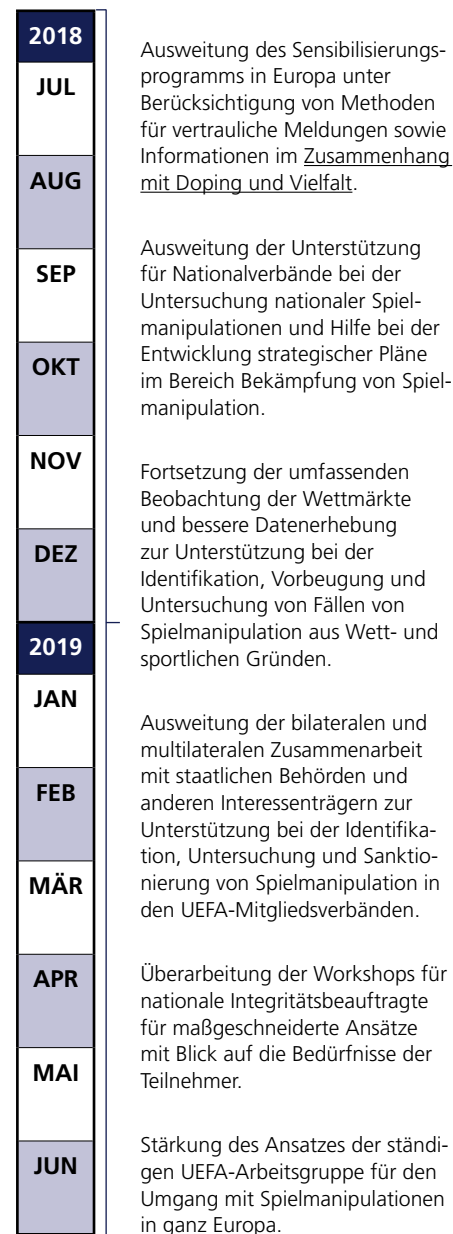 2018
JUL
AUG
SEP
OKT
NOV
DEZ
2019
JAN
FEB
MÄR
APR
MAI
JUN
Ausweitung des Sensibilisierungs-
programms in Europa unter
Berücksichtigung von Methoden
für vertrauliche Meldungen sowie
Informationen im Zusammenhang
mit Doping und Vielfalt.
Ausweitung der Unterstützung
für Nationalverbände bei der
Untersuchung nationaler Spiel-
manipulationen und Hilfe bei der
Entwicklung strategischer Pläne
im Bereich Bekämpfung von Spiel-
manipulation.
Fortsetzung der umfassenden
Beobachtung der Wettmärkte
und bessere Datenerhebung
zur Unterstützung bei der
Identifikation, Vorbeugung und
Untersuchung von Fällen von
Spielmanipulation aus Wett- und
sportlichen Gründen.
Ausweitung der bilateralen und
multilateralen Zusammenarbeit
mit staatlichen Behörden und
anderen Interessenträgern zur
Unterstützung bei der Identifika-
tion, Untersuchung und Sanktio-
nierung von Spielmanipulation in
den UEFA-Mitgliedsverbänden.
Überarbeitung der Workshops für
nationale Integritätsbeauftragte
für maßgeschneiderte Ansätze
mit Blick auf die Bedürfnisse der
Teilnehmer.
Stärkung des Ansatzes der ständi-
gen UEFA-Arbeitsgruppe für den
Umgang mit Spielmanipulationen
in ganz Europa.